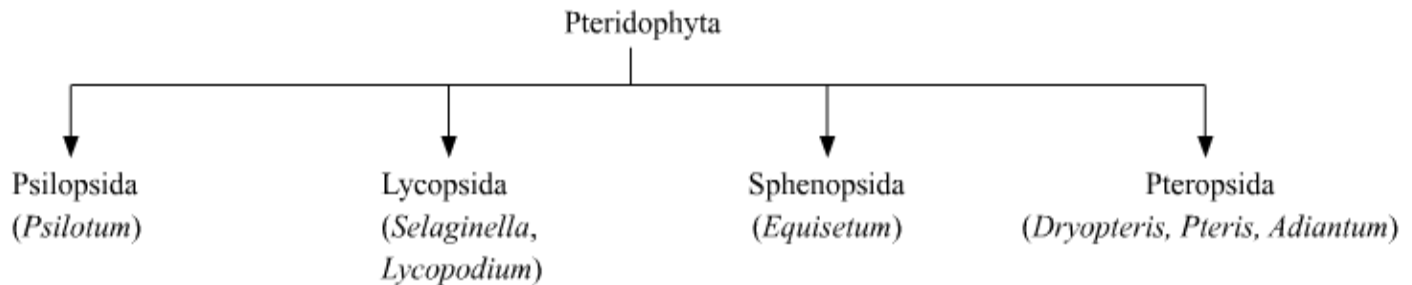 Pteridophyta
Psilopsida
(Psilotum)
Lycopsida
(Selaginella,
Lycopodium)
Sphenopsida
(Equisetum)
Pteropsida
(Dryopteris, Pteris, Adiantum)